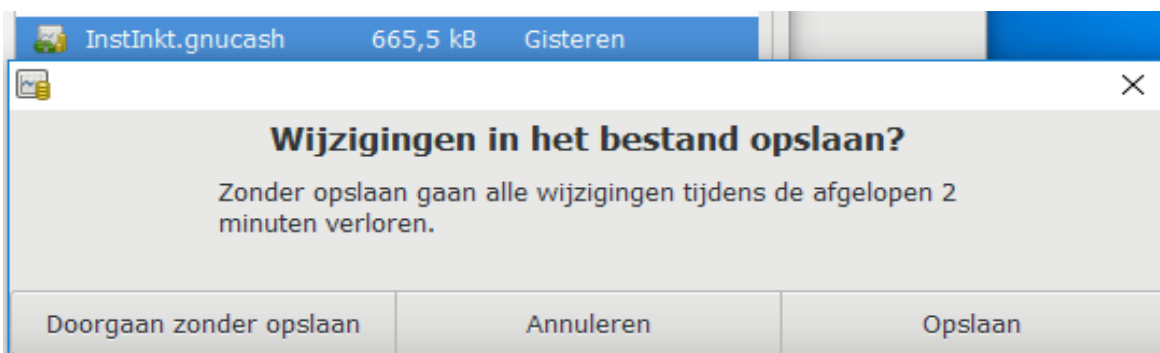 InstInkt.gnucash 665,5 kB Gisteren
Wijzigingen in het bestand opslaan?
Zonder opslaan gaan alle wijzigingen tijdens de afgelopen 2
minuten verloren.
Doorgaan zonder opslaan Annuleren Opslaan